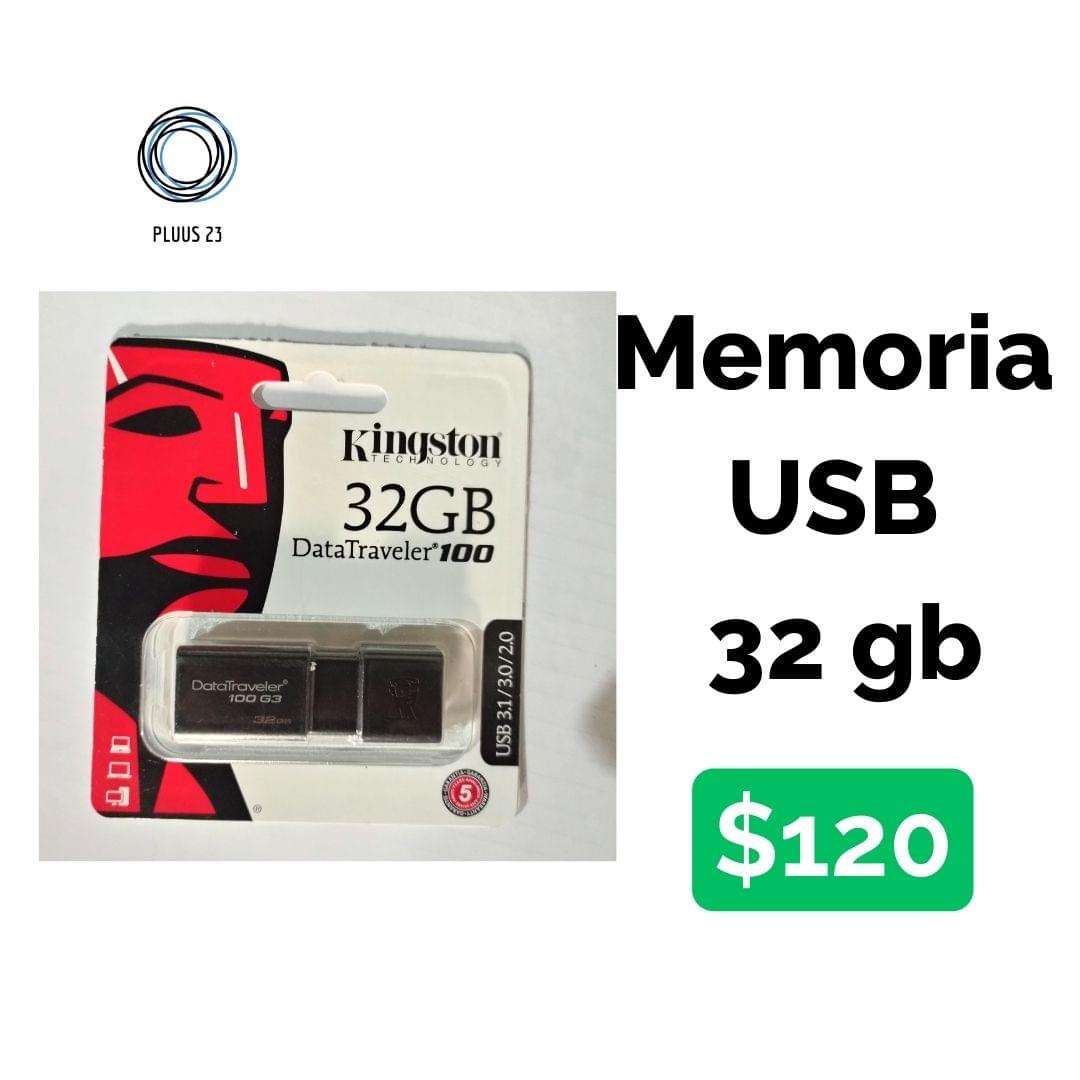 PLUUS 23
Memoria
USB
32 gb
$120
Kingston
TECHNOLOGY
32GB
DataTraveler® 100
DataTraveler®
100 G3
32GB
USB 3.1 / 3.0 / 2.0
5
®